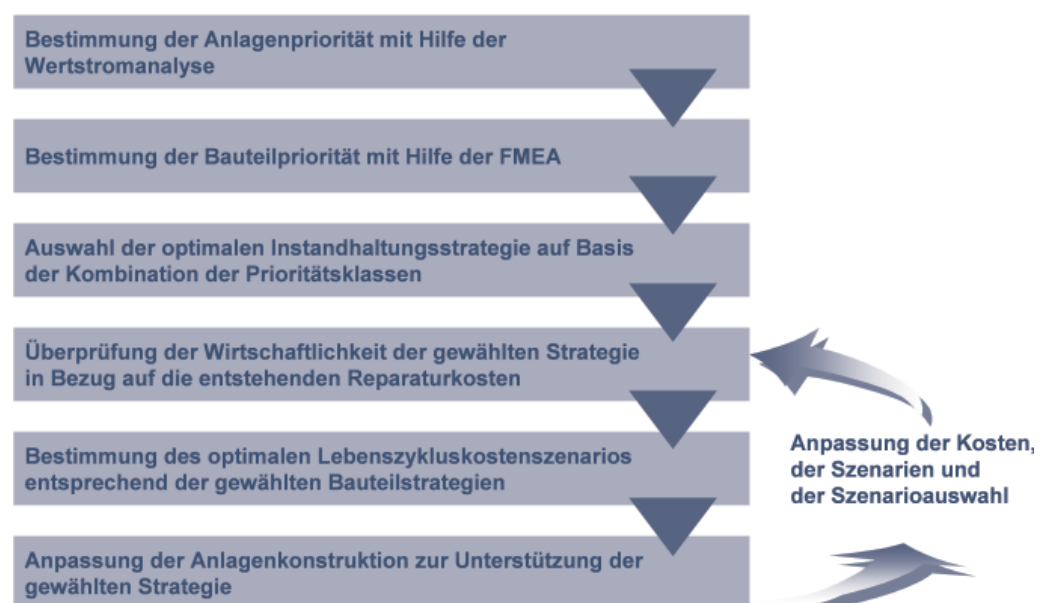 Bestimmung der Anlagenpriorität mit Hilfe der
Wertstromanalyse
Bestimmung der Bauteilpriorität mit Hilfe der FMEA
Auswahl der optimalen Instandhaltungsstrategie auf Basis
der Kombination der Prioritätsklassen
Überprüfung der Wirtschaftlichkeit der gewählten Strategie
in Bezug auf die entstehenden Reparaturkosten
Bestimmung des optimalen Lebenszykluskostenszenarios
entsprechend der gewählten Bauteilstrategien
Anpassung der Kosten,
der Szenarien und
der Szenarioauswahl
Anpassung der Anlagenkonstruktion zur Unterstützung der
gewählten Strategie